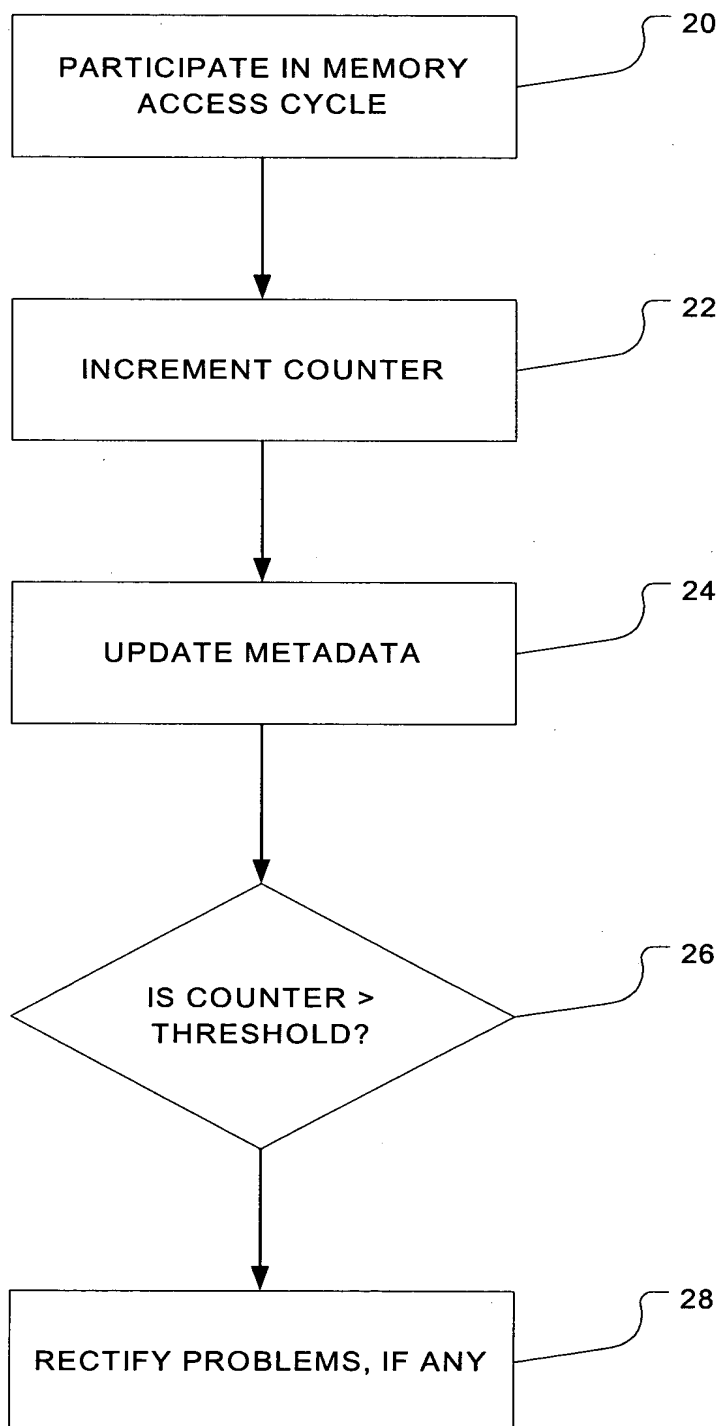 20
PARTICIPATE IN MEMORY
ACCESS CYCLE
22
INCREMENT COUNTER
24
UPDATE METADATA
26
IS COUNTER >
THRESHOLD?
28
RECTIFY PROBLEMS, IF ANY